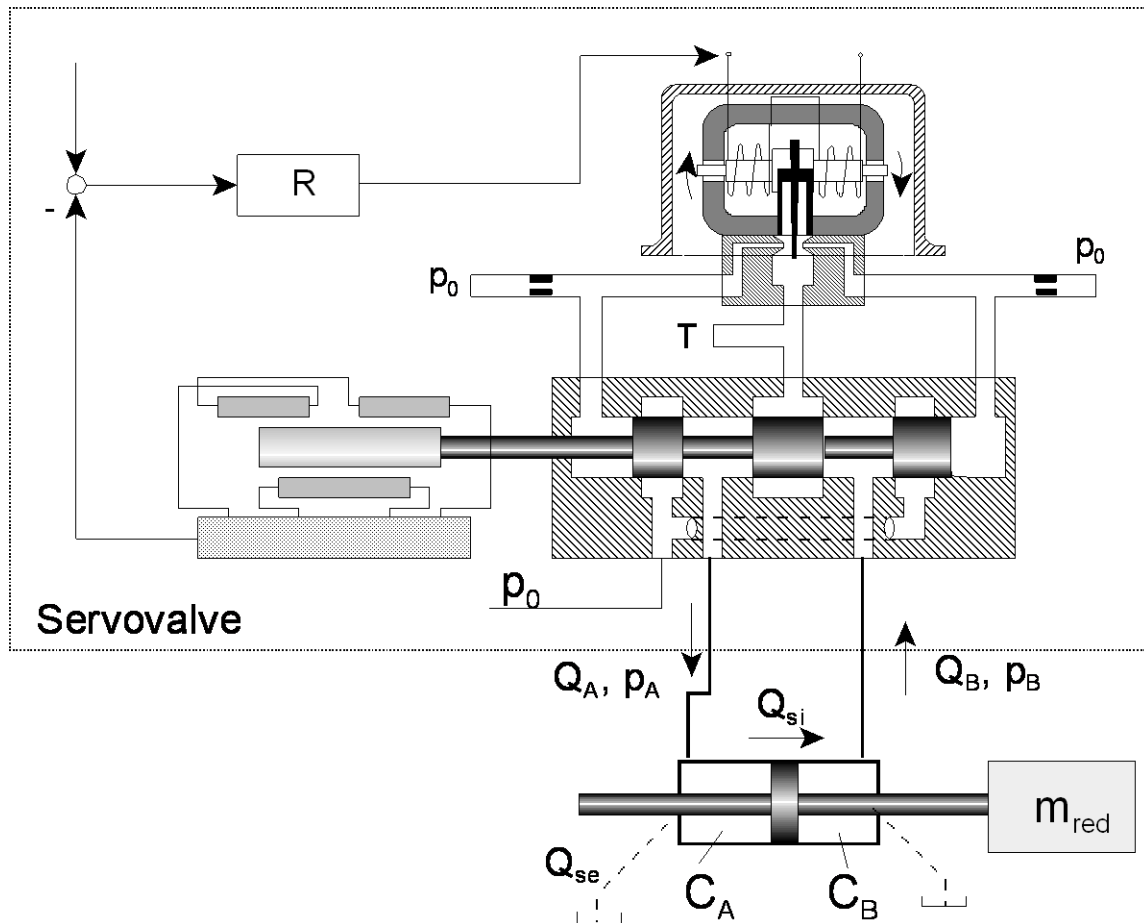 R
-
p0
p0
T
p0
Servovalve
QA, pA
QB, pB
Qsi
mred
Qse
CA
CB